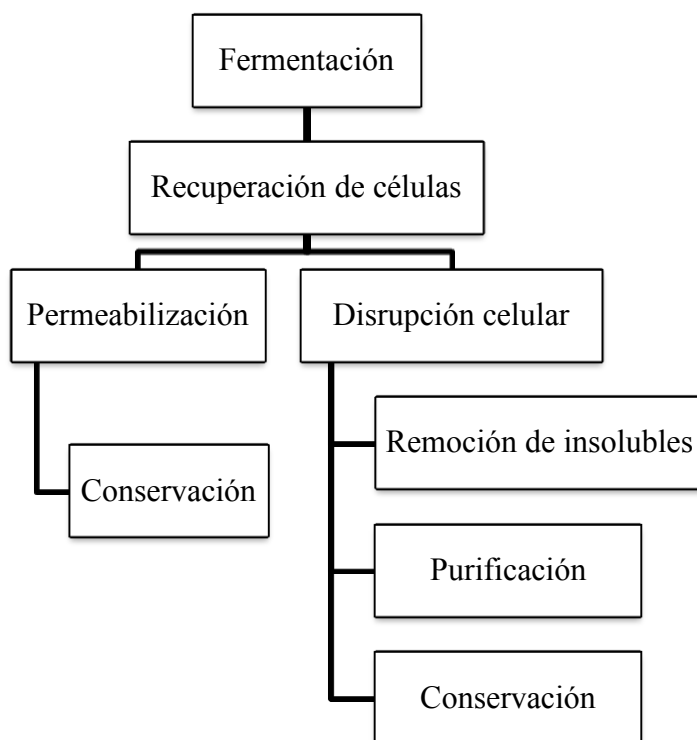 Fermentación
Recuperación de células
Permeabilización
Disrupción celular
Remoción de insolubles
Conservación
Purificación
Conservación